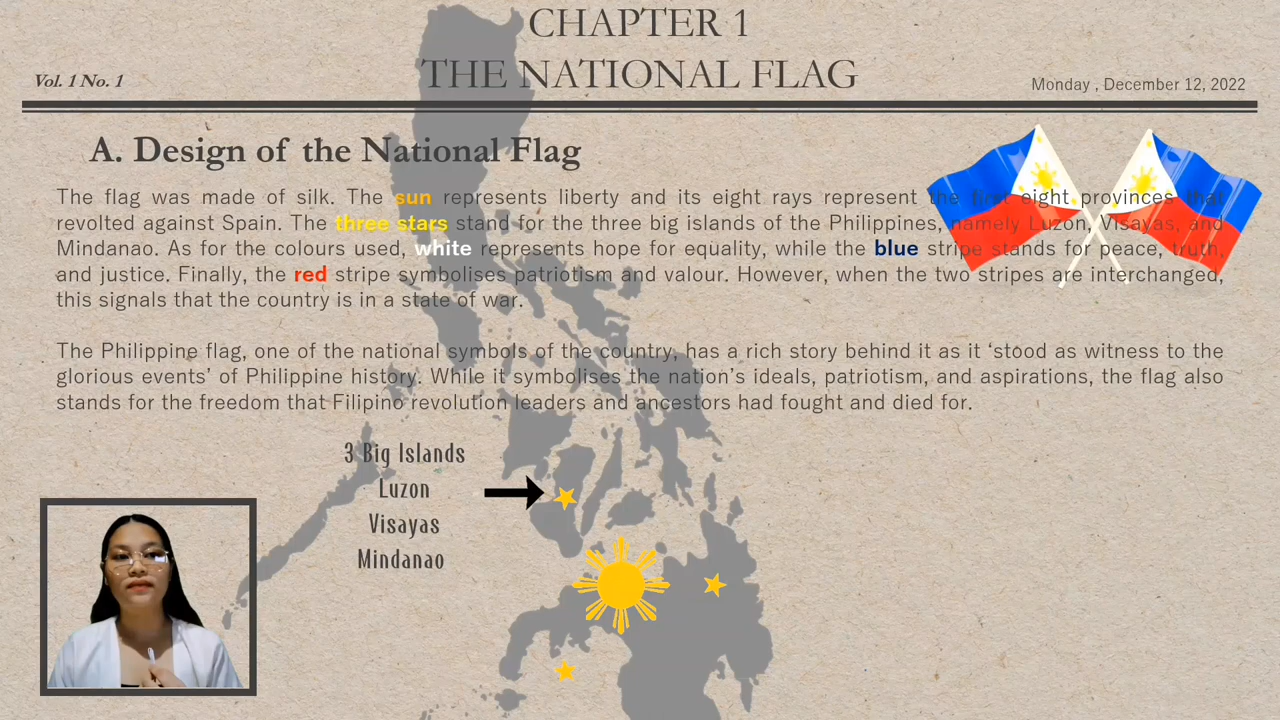 CHAPTER 1
THE NATIONAL FLAG
Vol. 1 No. 1
Monday , December 12, 2022
A. Design of the National Flag
The flag was made of silk. The sun represents liberty and its eight rays represent the first eight provinces that
revolted against Spain. The three stars stand for the three big islands of the Philippines, namely Luzon, Visayas, and
Mindanao. As for the colours used, white represents hope for equality, while the blue stripe stands for peace, truth,
and justice. Finally, the red stripe symbolises patriotism and valour. However, when the two stripes are interchanged,
this signals that the country is in a state of war.
The Philippine flag, one of the national symbols of the country, has a rich story behind it as it ‘stood as witness to the
glorious events’ of Philippine history. While it symbolises the nation’s ideals, patriotism, and aspirations, the flag also
stands for the freedom that Filipino revolution leaders and ancestors had fought and died for.
3 Big Islands
Luzon
Visayas
Mindanao